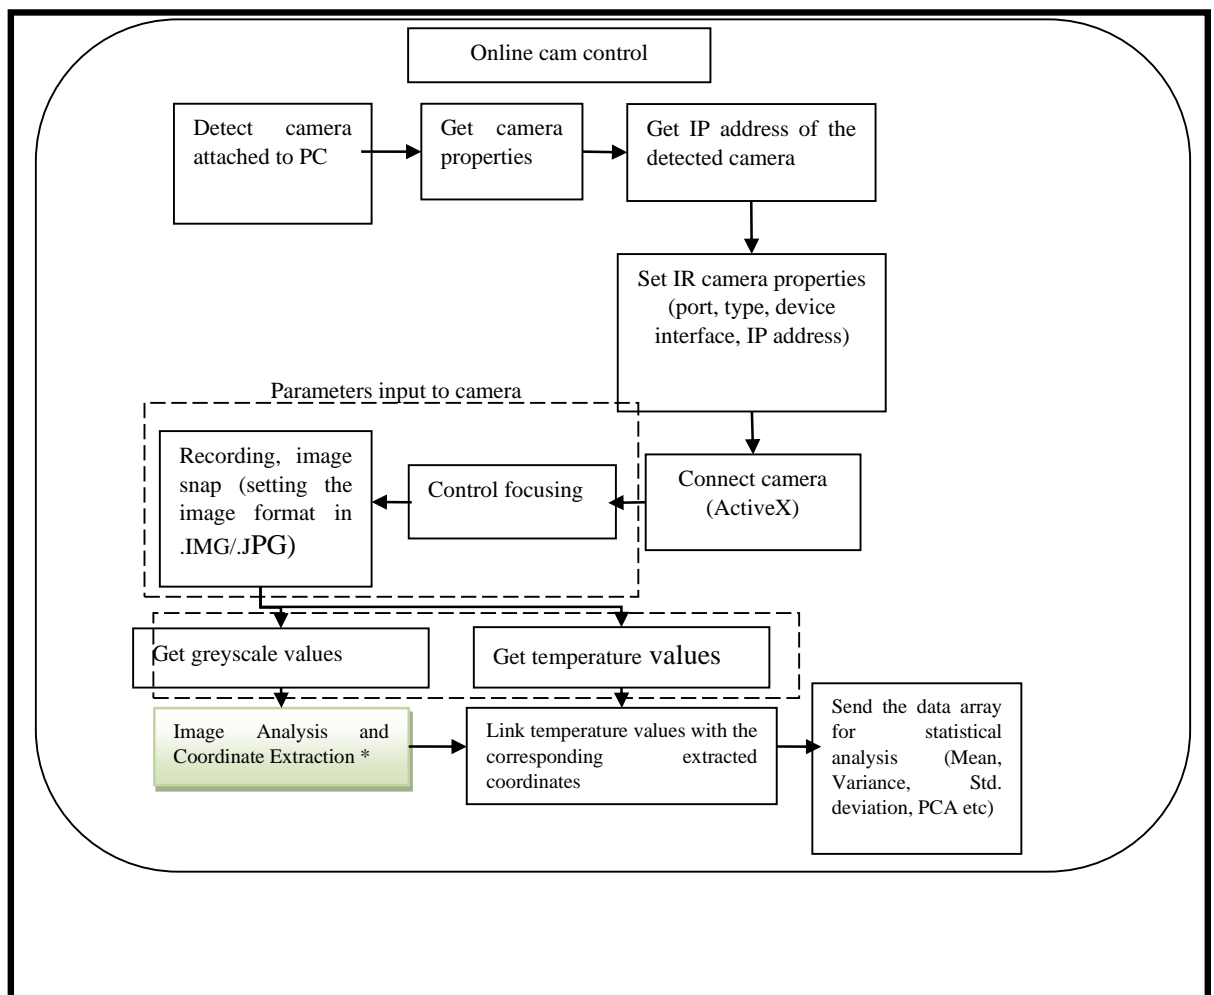 Online cam control
Detect camera
attached to PC
Get camera
properties
Get IP address of the
detected camera
Set IR camera properties
(port, type, device
interface, IP address)
Parameters input to camera
Recording, image
snap (setting the
image format in
.IMG/.JPG)
Control focusing
Connect camera
(ActiveX)
Get greyscale values
Get temperature values
Image Analysis and
Coordinate Extraction *
Link temperature values with the
corresponding extracted
coordinates
Send the data array
for statistical
analysis (Mean,
Variance, Std.
deviation, PCA etc)